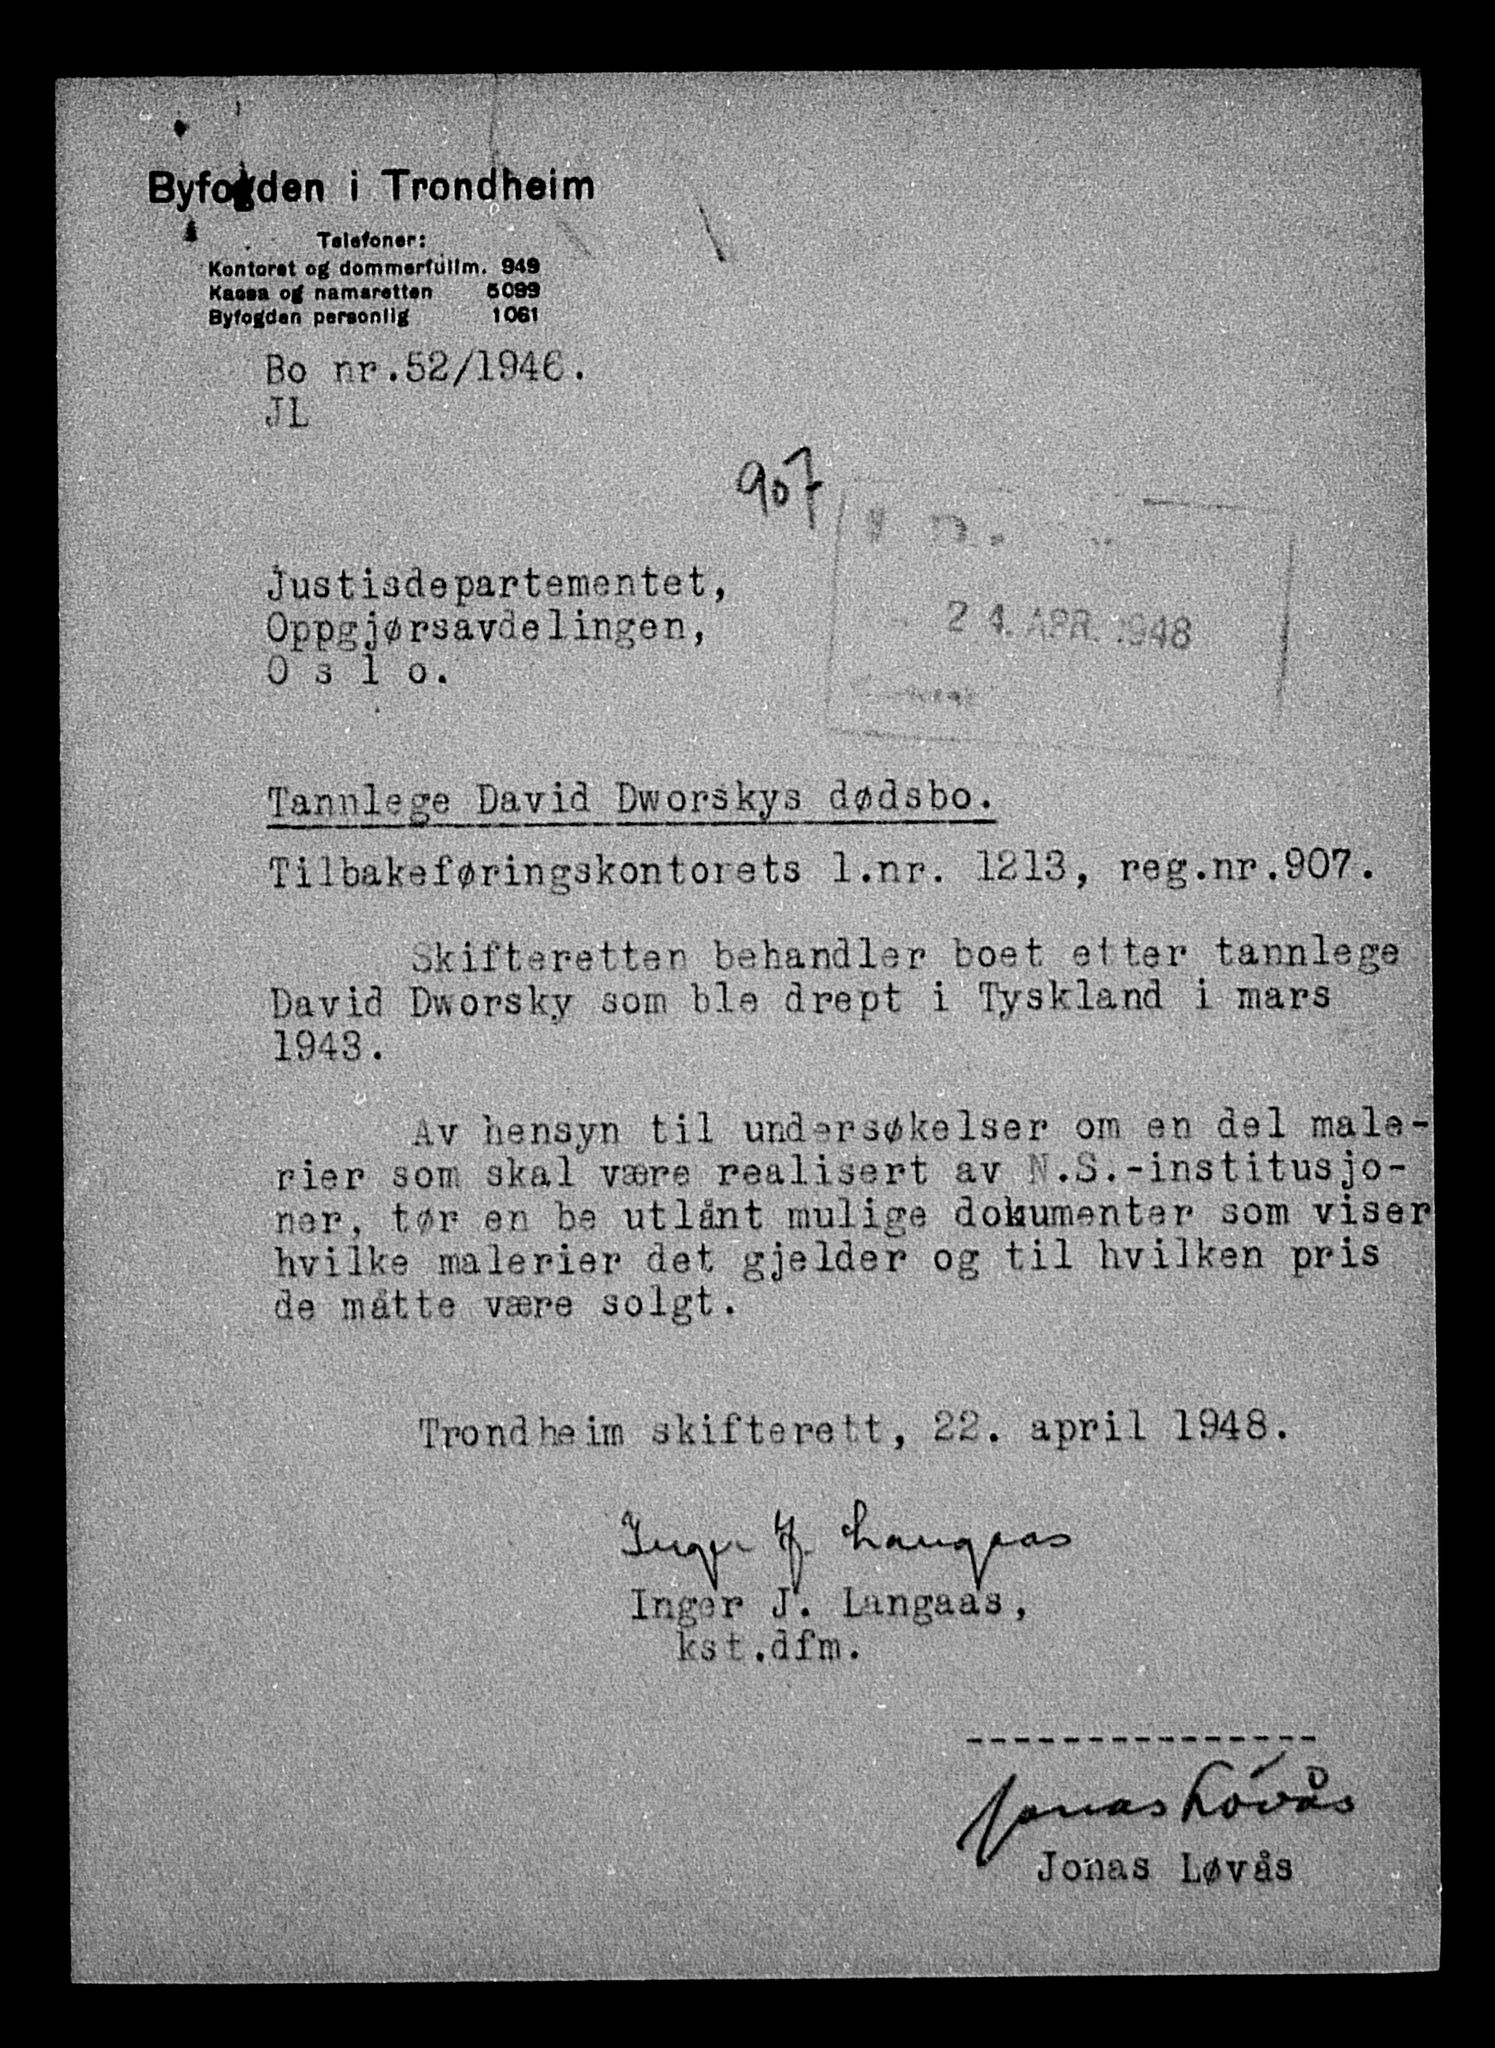 Byfogden i Trondheim
Telefoner:
Kontoret og dommerfullm. 949
Kassa og namsretten 5099
Byfogden personlig 1061
Bo nr.52/1946.
JL
907
Justisdepartementet,
Oppgjørsavdelingen,
O s l o.
24. APR. 1948
Tannlege David Dworskys dødsbo.
Tilbakeføringskontorets l.nr. 1213, reg.nr.907.
Skifteretten behandler boet etter tannlege
David Dworsky som ble drept i Tyskland i mars
1943.
Av hensyn til undersøkelser om en del male-
rier som skal være realisert av N.S.-institusjo-
ner, tør en be utlånt mulige dokumenter som viser
hvilke malerier det gjelder og til hvilken pris
de måtte være solgt.
Trondheim skifterett, 22. april 1948.
Inger J. Langaas
Inger J. Langaas,
kst.dfm.
---------------
Jonas Løvås
Jonas Løvås